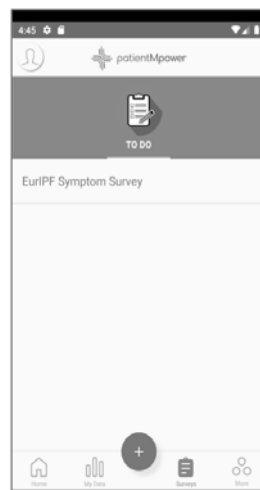 4:45
patientMpower
TO DO
EurIPF Symptom Survey
+
Home
My Data
Surveys
More